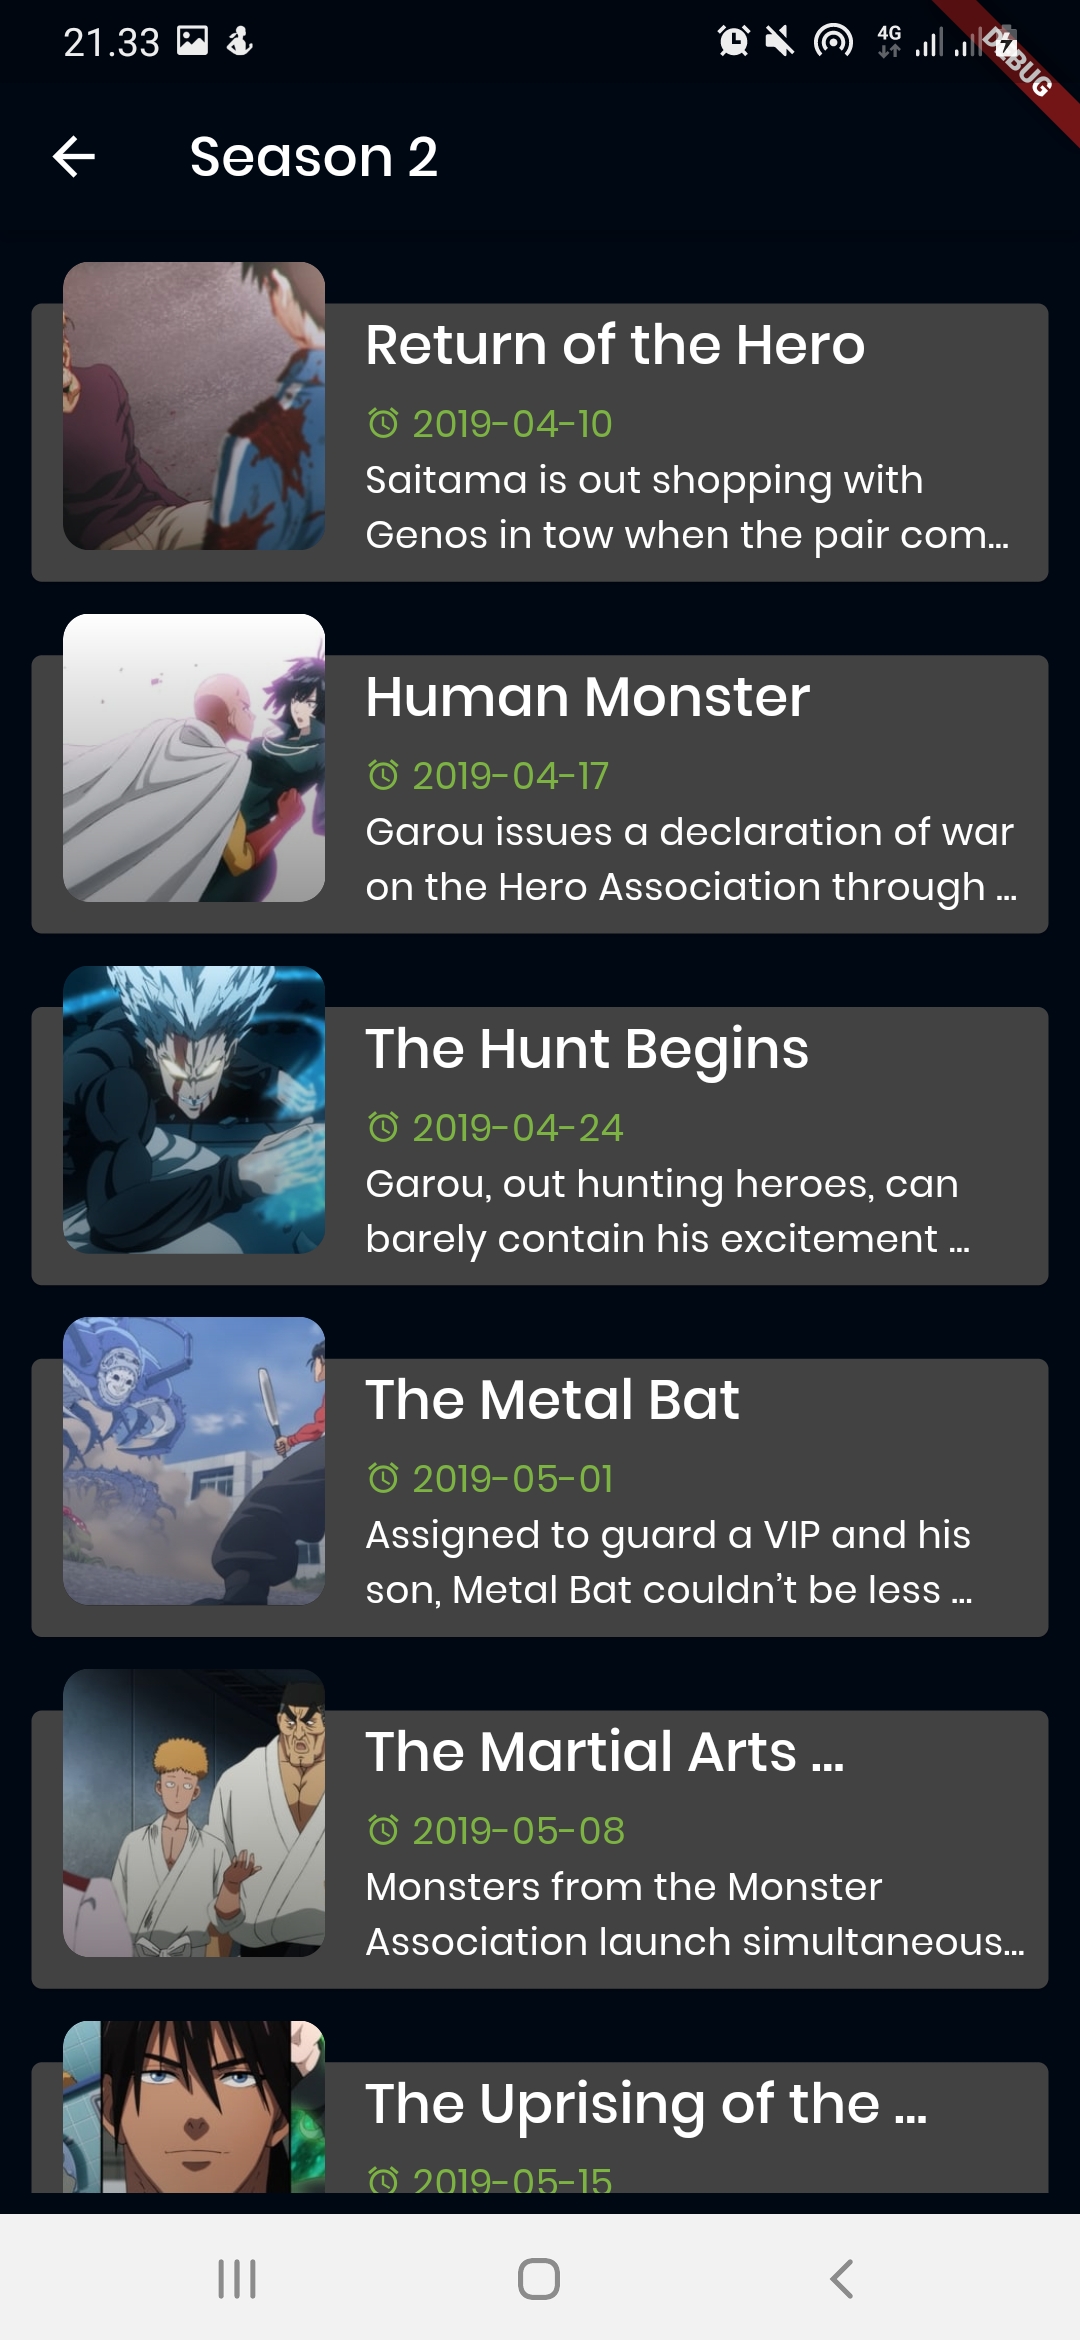 21.33
4G
DEBUG
Season 2
Return of the Hero
2019-04-10
Saitama is out shopping with
Genos in tow when the pair com...
Human Monster
2019-04-17
Garou issues a declaration of war
on the Hero Association through ...
The Hunt Begins
2019-04-24
Garou, out hunting heroes, can
barely contain his excitement ...
The Metal Bat
2019-05-01
Assigned to guard a VIP and his
son, Metal Bat couldn’t be less ...
The Martial Arts ...
2019-05-08
Monsters from the Monster
Association launch simultaneous...
The Uprising of the ...
2019-05-15